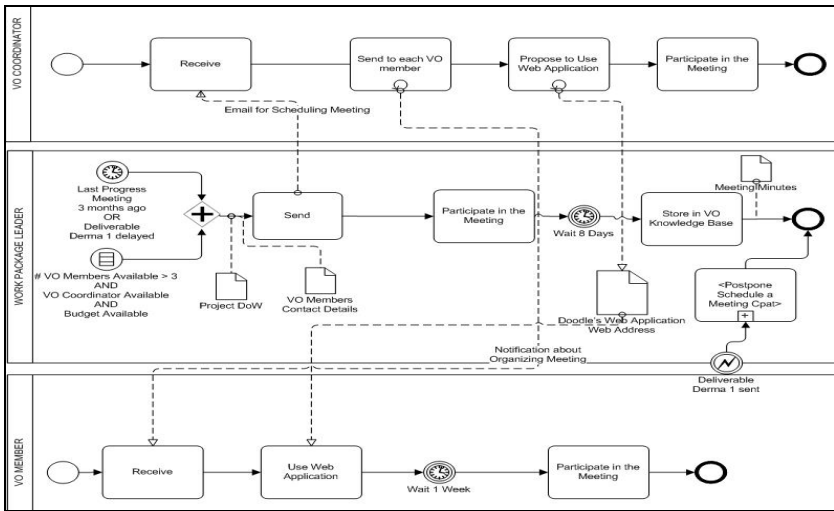 VO COORDINATOR
Receive
Send to each VO
member
Propose to Use
Web Application
Participate in the
Meeting
Email for Scheduling Meeting
WORK PACKAGE LEADER
Last Progress
Meeting
3 months ago
OR
Deliverable
Derma 1 delayed
# VO Members Available > 3
AND
VO Coordinator Available
AND
Budget Available
Send
Project DoW
VO Members
Contact Details
Participate in the
Meeting
Wait 8 Days
Store in VO
Knowledge Base
Meeting Minutes
Doodle's Web Application
Web Address
<Postpone
Schedule a
Meeting Cpat>
Notification about
Organizing Meeting
Deliverable
Derma 1 sent
VO MEMBER
Receive
Use Web
Application
Wait 1 Week
Participate in the
Meeting